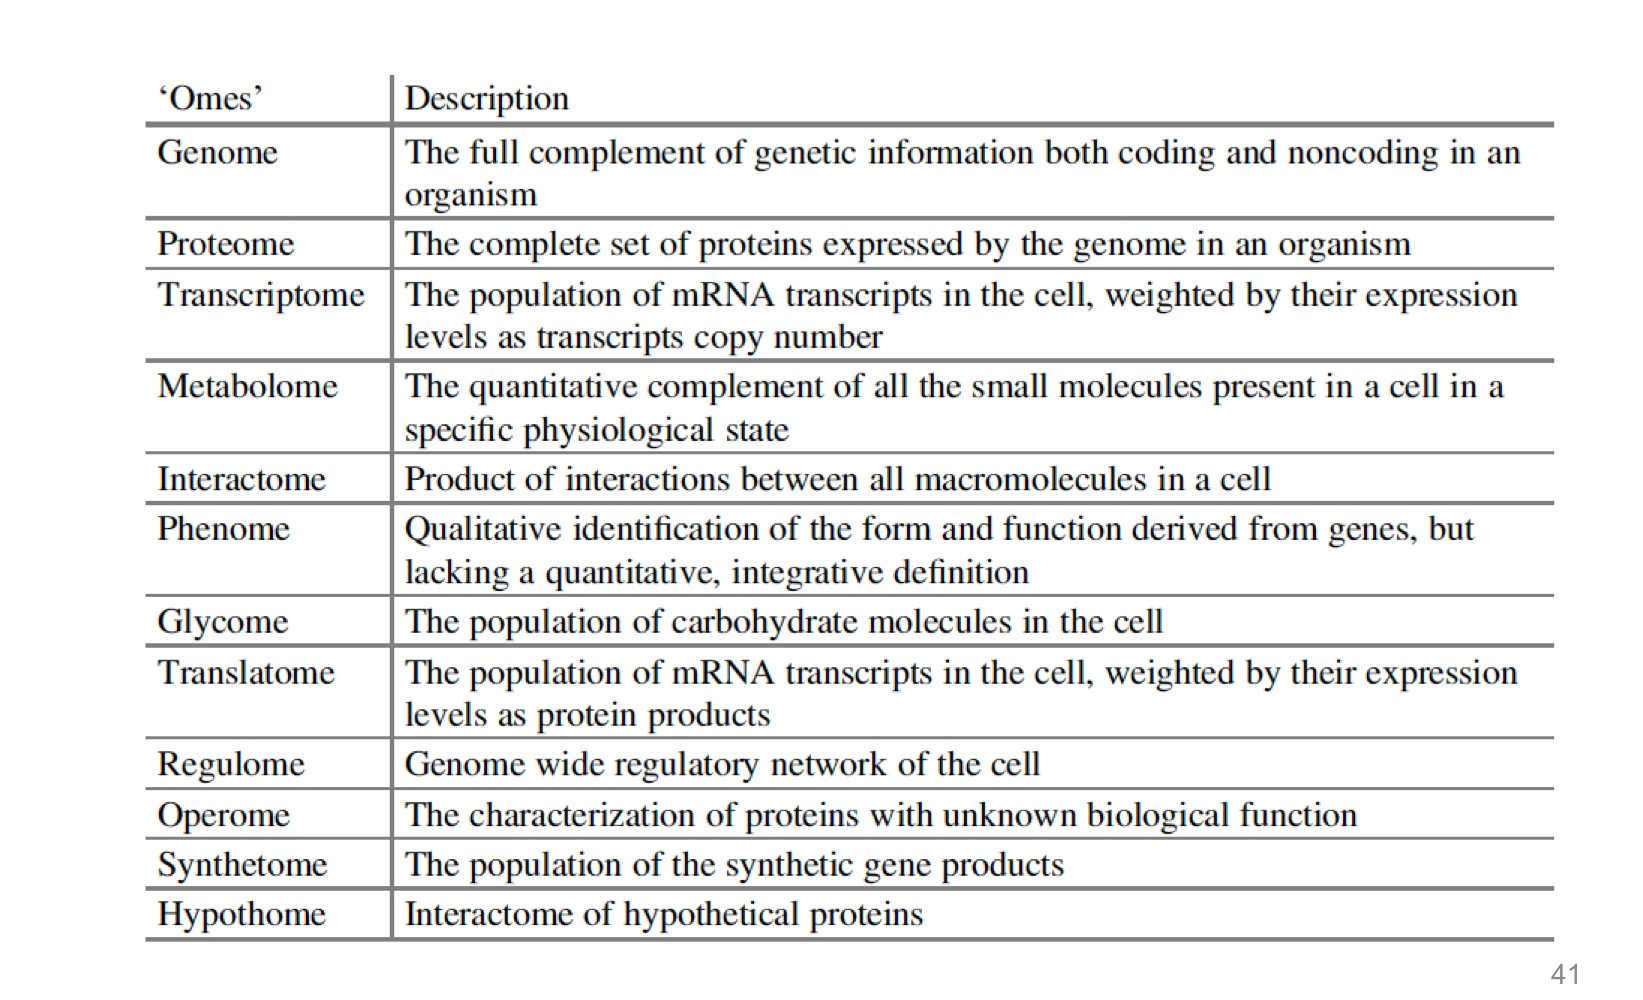 ‘Omes’ Description
Genome The full complement of genetic information both coding and noncoding in an
organism
Proteome The complete set of proteins expressed by the genome in an organism
Transcriptome The population of mRNA transcripts in the cell, weighted by their expression
levels as transcripts copy number
Metabolome The quantitative complement of all the small molecules present in a cell in a
specific physiological state
Interactome Product of interactions between all macromolecules in a cell
Phenome Qualitative identification of the form and function derived from genes, but
lacking a quantitative, integrative definition
Glycome The population of carbohydrate molecules in the cell
Translatome The population of mRNA transcripts in the cell, weighted by their expression
levels as protein products
Regulome Genome wide regulatory network of the cell
Operome The characterization of proteins with unknown biological function
Synthetome The population of the synthetic gene products
Hypothome Interactome of hypothetical proteins
41